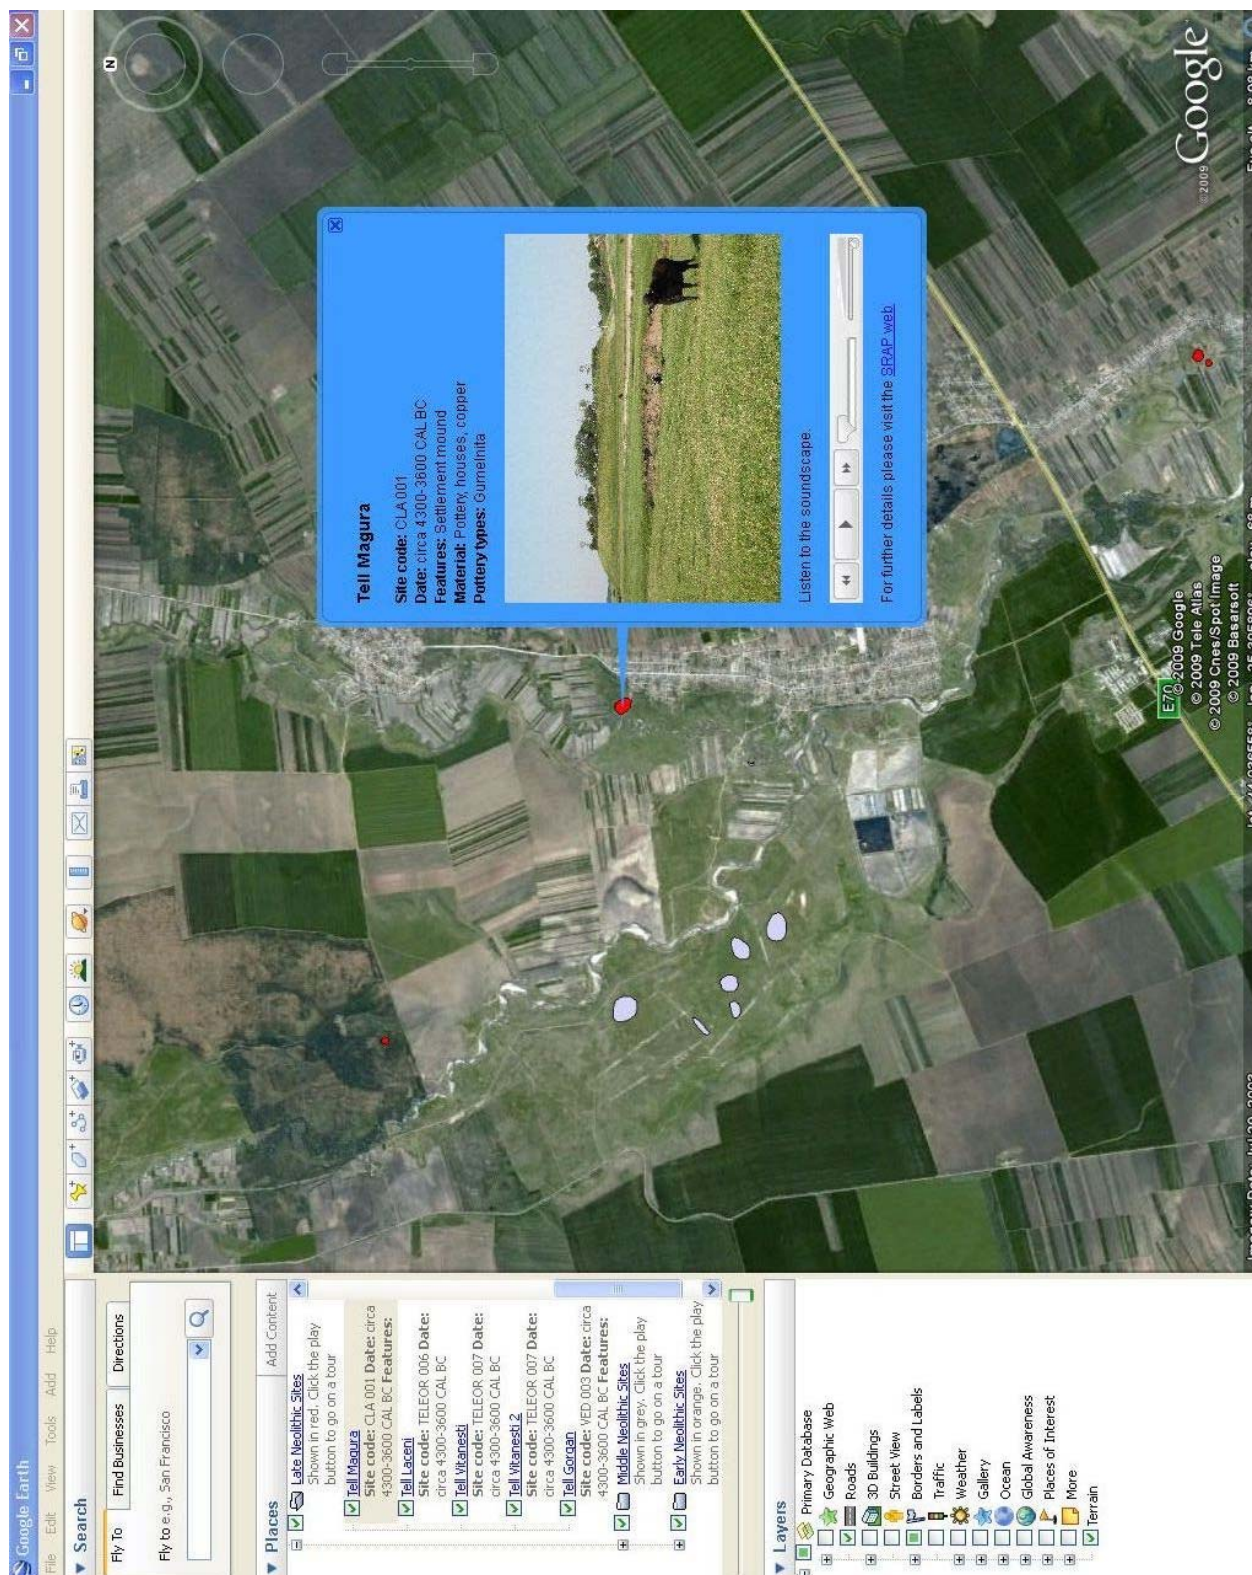 Google Earth
File Edit View Tools Add Help
Search
Fly To
Find Businesses
Directions
Fly to e.g., San Francisco
Places
Add Content
Late Neolithic Sites
Shown in red. Click the play
button to go on a tour
Tell Magura
Site code: CLA 001 Date: circa
4300-3600 CAL BC Features:
Tell Laceni
Site code: TELEOR 006 Date:
circa 4300-3600 CAL BC
Tell Vitanesti
Site code: TELEOR 007 Date:
circa 4300-3600 CAL BC
Tell Vitanesti 2
Site code: TELEOR 007 Date:
circa 4300-3600 CAL BC
Tell Gorgan
Site code: VED 003 Date: circa
4300-3600 CAL BC Features:
Middle Neolithic Sites
Shown in grey. Click the play
button to go on a tour
Early Neolithic Sites
Shown in orange. Click the play
button to go on a tour
Layers
Primary Database
Geographic Web
Roads
3D Buildings
Street View
Borders and Labels
Traffic
Weather
Gallery
Ocean
Global Awareness
Places of Interest
More
Terrain
N
Tell Magura
Site code: CLA 001
Date: circa 4300-3600 CAL BC
Features: Settlement mound
Material: Pottery, houses, copper
Pottery types: Gumelnita
Listen to the soundscape.
For further details please visit the SRAP web
E70
© 2009 Google
© 2009 Tele Atlas
© 2009 Cnes/Spot Image
© 2009 Basarsoft
©2009 Google